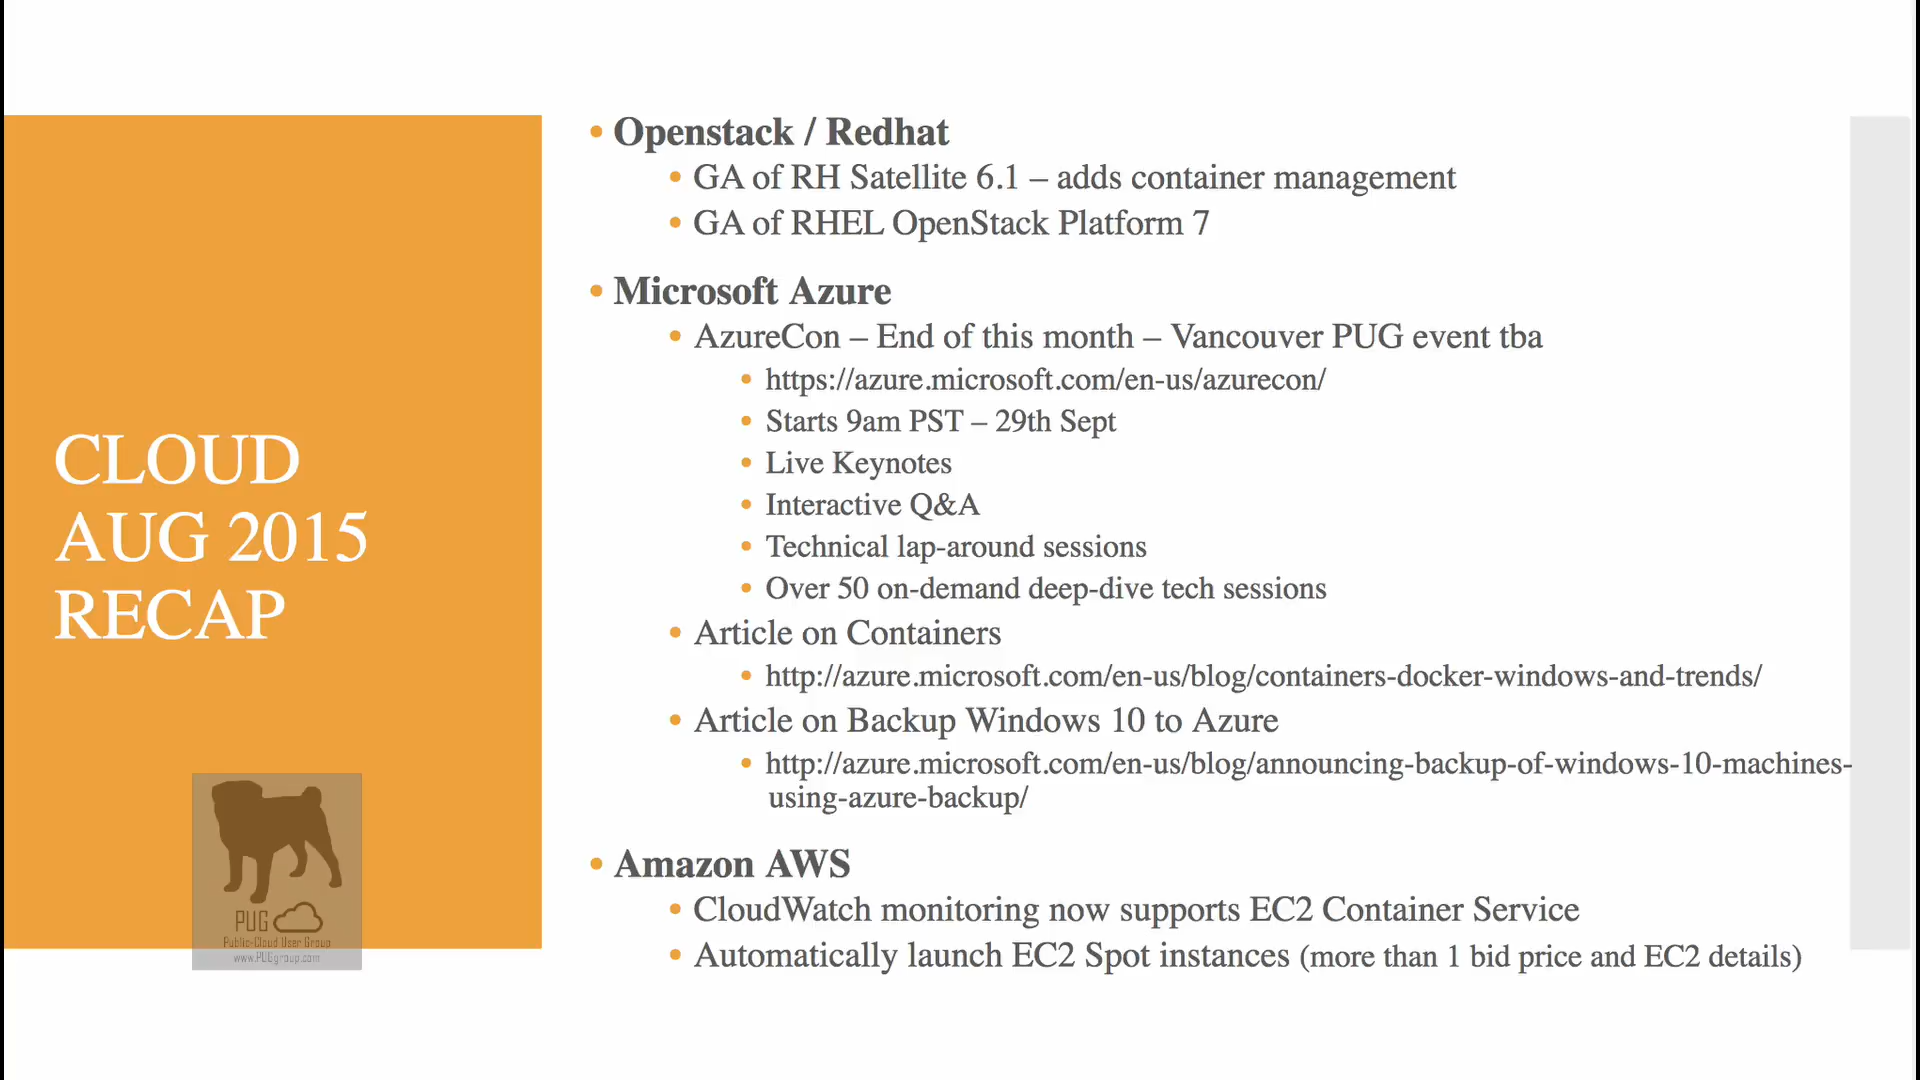 CLOUD
AUG 2015
RECAP
PUG
Public-Cloud User Group
www.PUGgroup.com
• Openstack / Redhat
• GA of RH Satellite 6.1 – adds container management
• GA of RHEL OpenStack Platform 7
• Microsoft Azure
• AzureCon – End of this month – Vancouver PUG event tba
• https://azure.microsoft.com/en-us/azurecon/
• Starts 9am PST – 29th Sept
• Live Keynotes
• Interactive Q&A
• Technical lap-around sessions
• Over 50 on-demand deep-dive tech sessions
• Article on Containers
• http://azure.microsoft.com/en-us/blog/containers-docker-windows-and-trends/
• Article on Backup Windows 10 to Azure
• http://azure.microsoft.com/en-us/blog/announcing-backup-of-windows-10-machines-
using-azure-backup/
• Amazon AWS
• CloudWatch monitoring now supports EC2 Container Service
• Automatically launch EC2 Spot instances (more than 1 bid price and EC2 details)